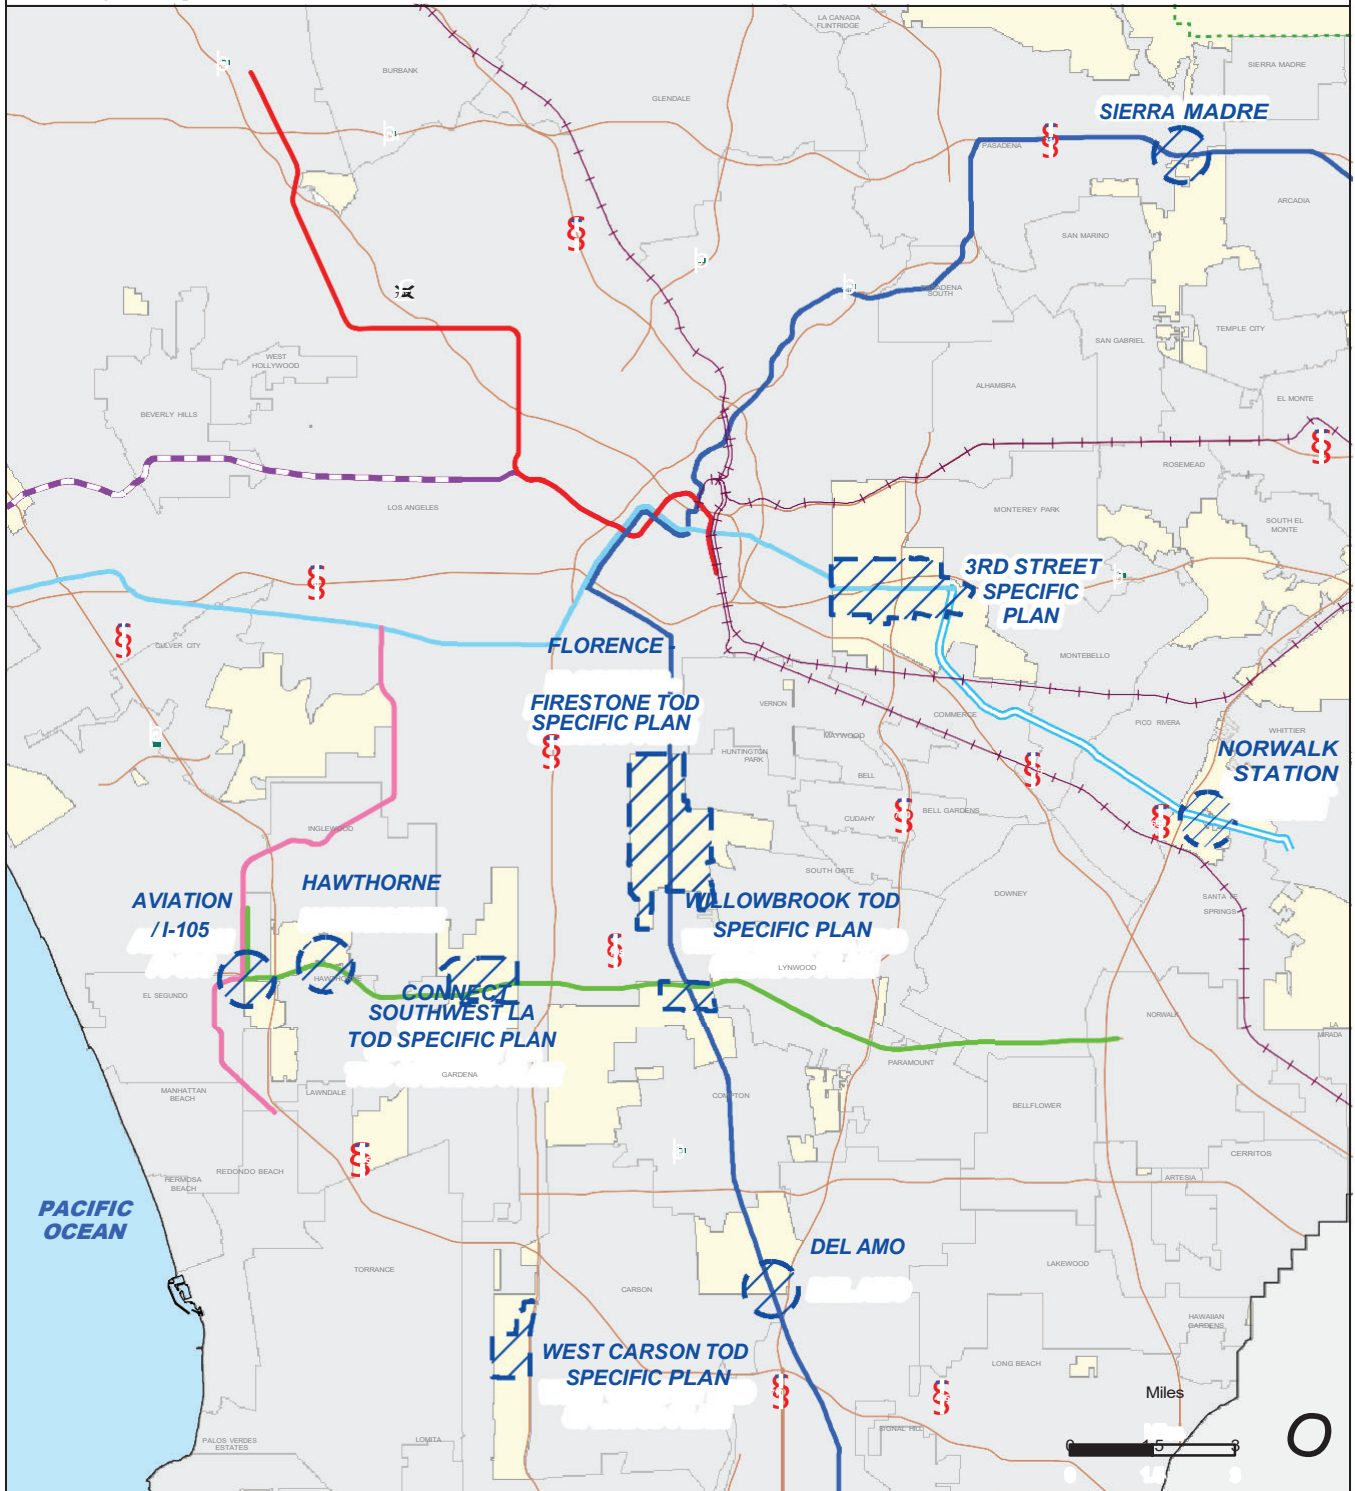 LA CANADA
FLINTRIDGE
BURBANK
SIERRA MADRE
GLENDALE
SIERRA MADRE
PASADENA
ARCADIA
SAN MARINO
SOUTH
TEMPLE CITY
SAN GABRIEL
WEST
HOLLYWOOD
ALHAMBRA
EL MONTE
BEVERLY HILLS
ROSEMEAD
LOS ANGELES
MONTEREY PARK
SOUTH EL
MONTE
3RD STREET
SPECIFIC
PLAN
CULVER CITY
FLORENCE
MONTEBELLO
FIRESTONE TOD
SPECIFIC PLAN
VERNON
COMMERCE
PICO RIVERA
WHITTIER
MAYWOOD
HUNTINGTON
PARK
NORWALK
STATION
BELL
BELL GARDENS
CUDAHY
INGLEWOOD
SOUTH GATE
HAWTHORNE
DOWNEY
AVIATION
/ I-105
WILLOWBROOK TOD
SPECIFIC PLAN
SANTA FE
SPRINGS
LYNWOOD
HAWTHORNE
EL SEGUNDO
CONNECT
SOUTHWEST LA
TOD SPECIFIC PLAN
NORWALK
LA
MIRADA
PARAMOUNT
GARDENA
MANHATTAN
BEACH
LAWNDALE
COMPTON
BELLFLOWER
CERRITOS
REDONDO BEACH
HERMOSA
BEACH
ARTESIA
PACIFIC
OCEAN
DEL AMO
LAKEWOOD
TORRANCE
CARSON
HAWAIIAN
GARDENS
WEST CARSON TOD
SPECIFIC PLAN
LONG BEACH
Miles
SIGNAL HILL
PALOS VERDES
ESTATES
LOMITA
0 1.5 3
O